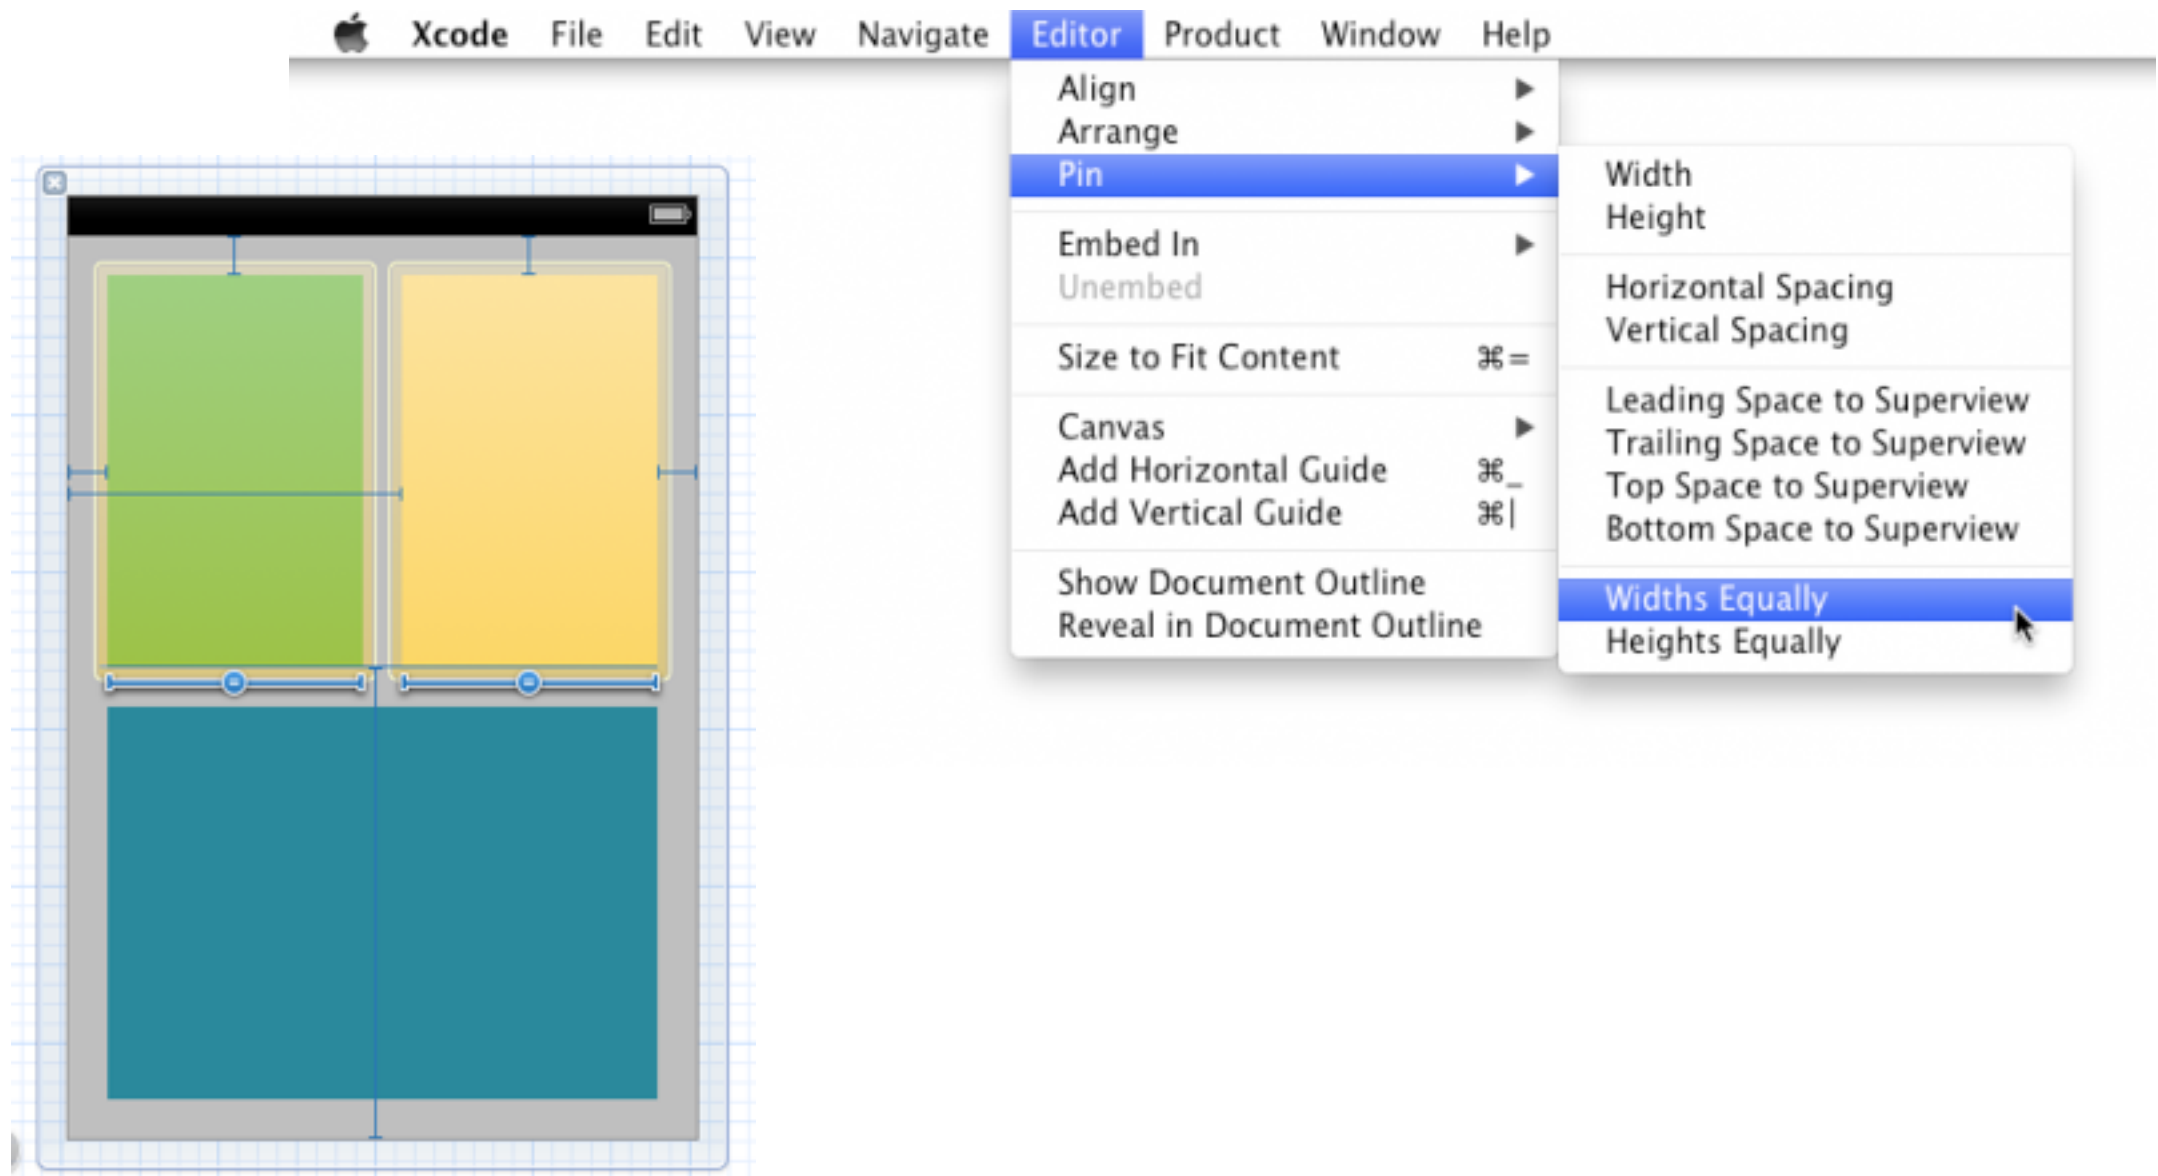 Xcode File Edit View Navigate Editor Product Window Help
Align
Arrange
Pin
Embed In
Unembed
Size to Fit Content ⌘=
Canvas
Add Horizontal Guide ⌘_
Add Vertical Guide ⌘|
Show Document Outline
Reveal in Document Outline
Width
Height
Horizontal Spacing
Vertical Spacing
Leading Space to Superview
Trailing Space to Superview
Top Space to Superview
Bottom Space to Superview
Widths Equally
Heights Equally